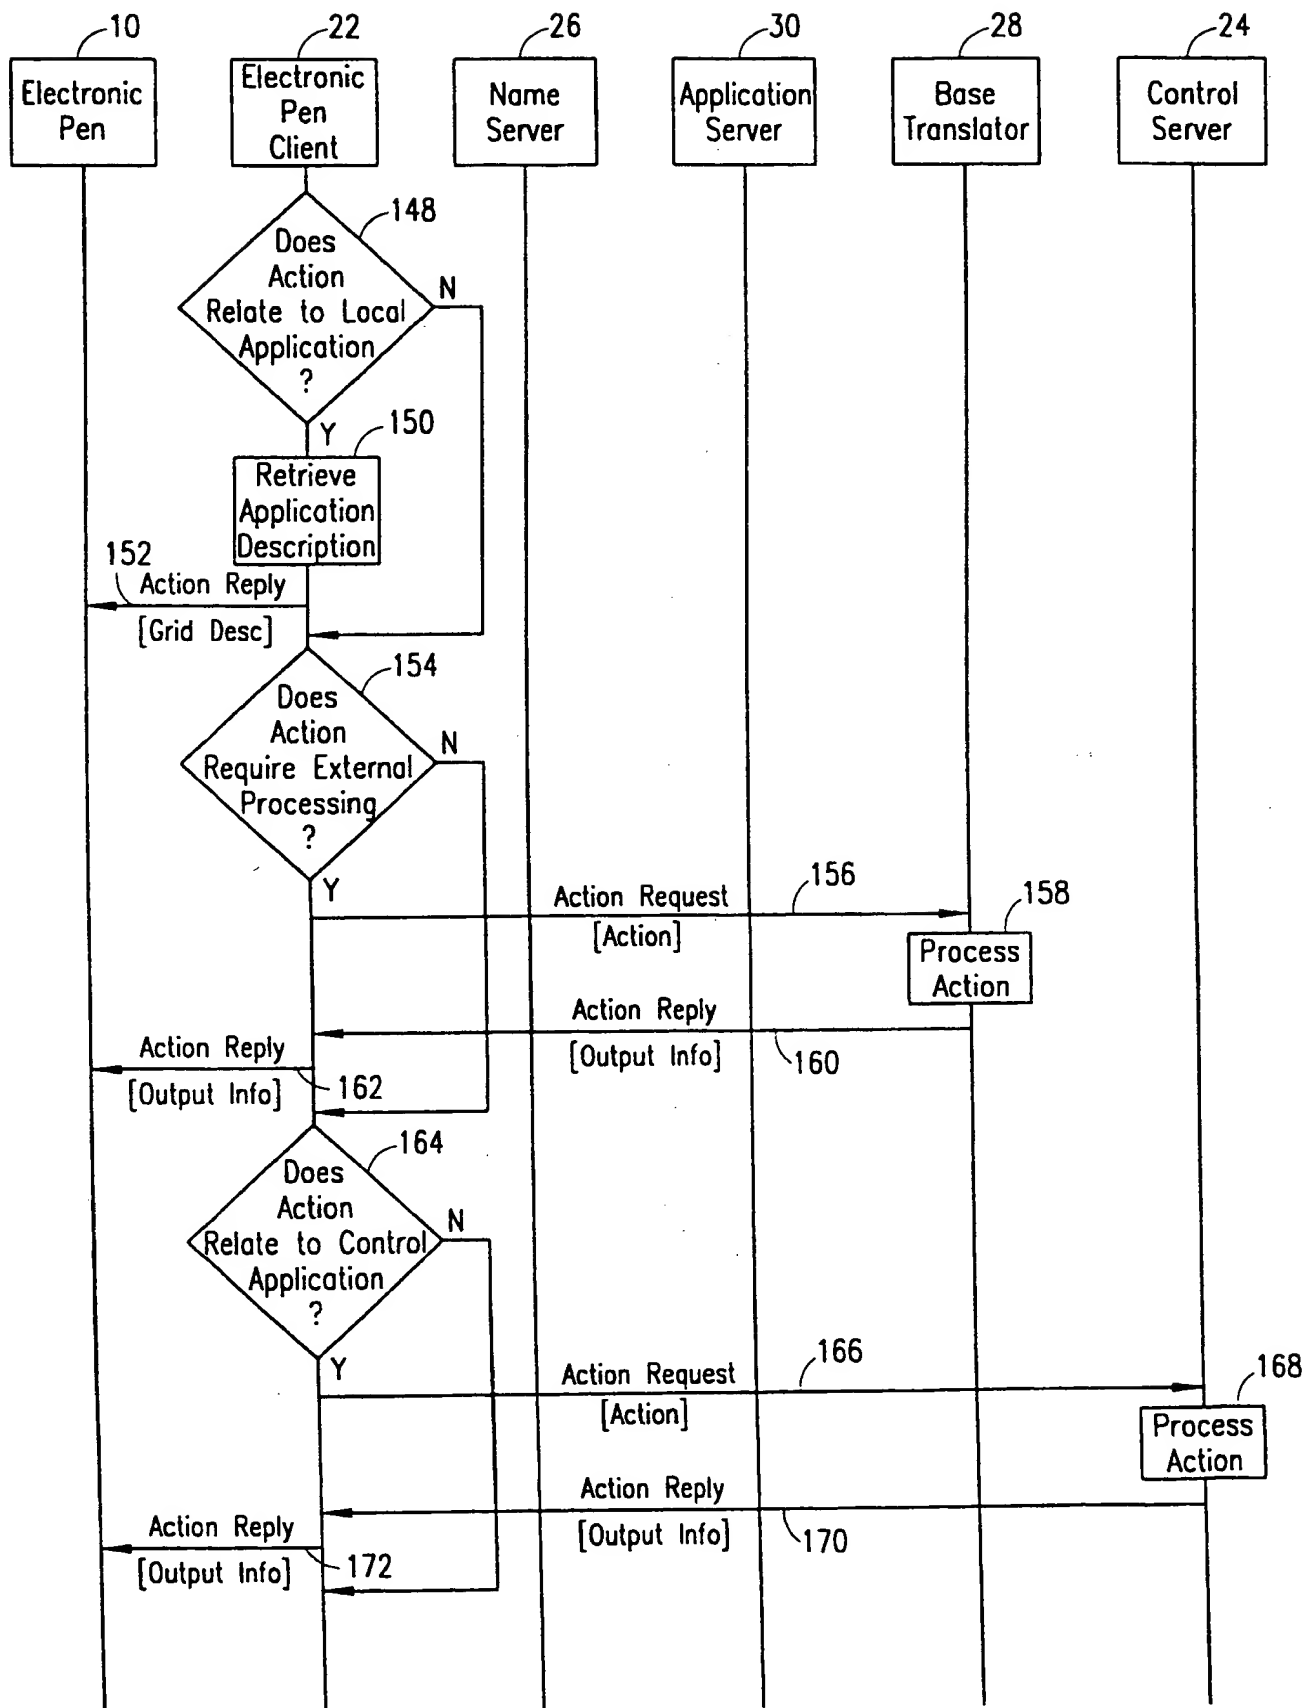 10
22
26
30
28
24
Electronic
Pen
Electronic
Pen
Client
Name
Server
Application
Server
Base
Translator
Control
Server
148
Does
Action
Relate to Local
Application
?
N
Y
150
Retrieve
Application
Description
152
Action Reply
[Grid Desc]
154
Does
Action
Require External
Processing
?
N
Y
Action Request
[Action]
156
158
Process
Action
Action Reply
[Output Info]
160
Action Reply
[Output Info]
162
164
Does
Action
Relate to Control
Application
?
N
Y
Action Request
[Action]
166
168
Process
Action
Action Reply
[Output Info]
170
Action Reply
[Output Info]
172